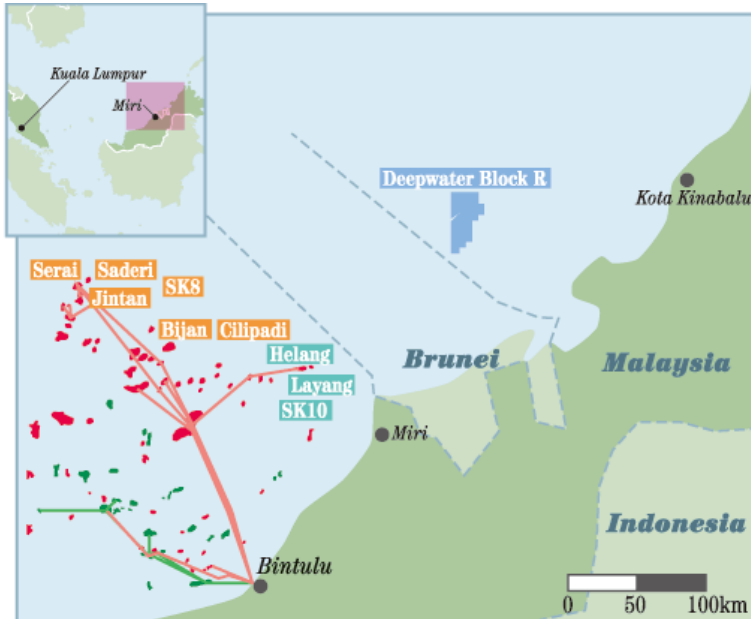 Kuala Lumpur
Miri
Deepwater Block R
Kota Kinabalu
Serai
Saderi
SK8
Jintan
Bijan
Cilipadi
Helang
Brunei
Malaysia
Layang
SK10
Miri
Indonesia
Bintulu
0 50 100km